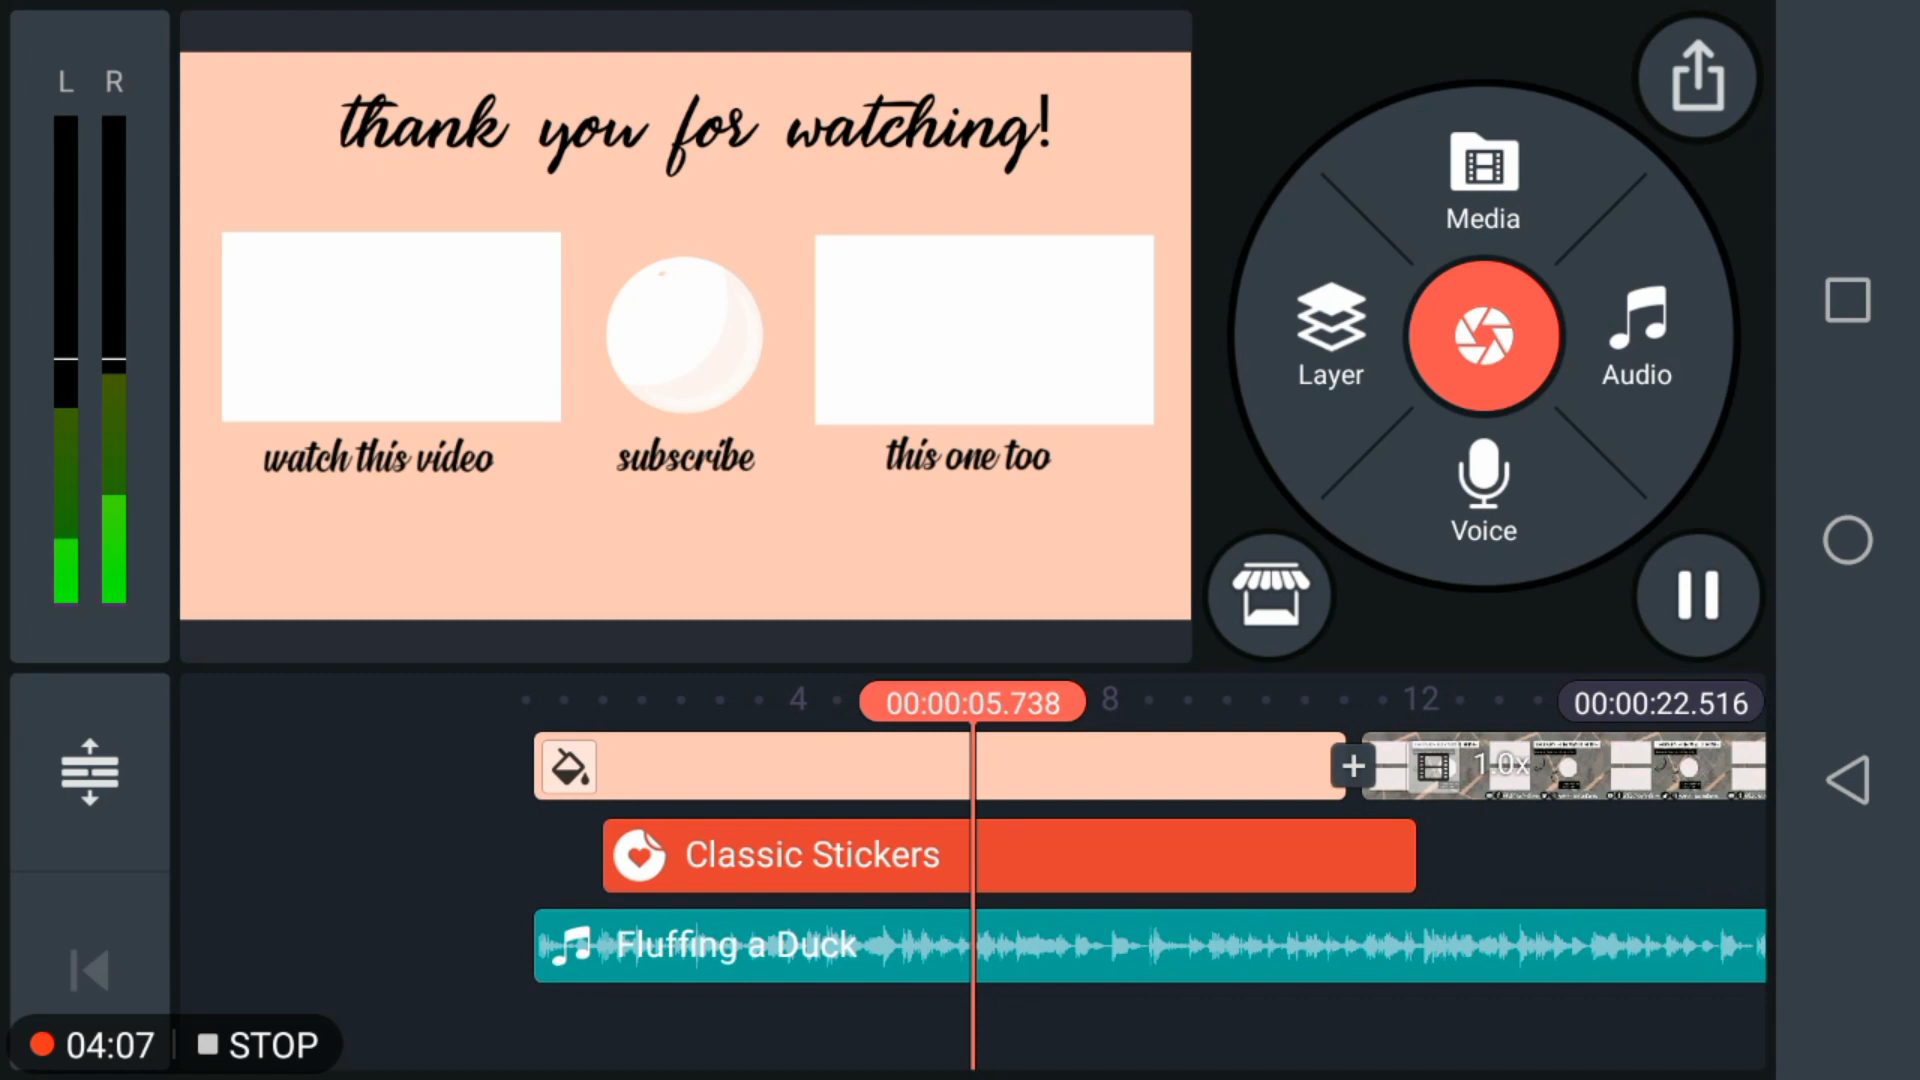 L R
thank you for watching!
watch this video
subscribe
this one too
Media
Layer
Audio
Voice
4
00:00:05.738
8
12
00:00:22.516
1.0x
Classic Stickers
Fluffing a Duck
04:07
STOP